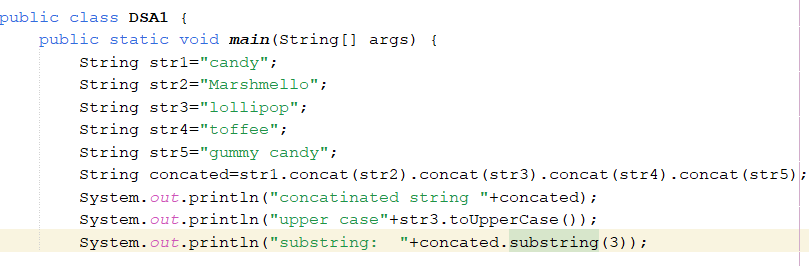 public class DSA1 {
public static void main(String[] args) {
String str1="candy";
String str2="Marshmello";
String str3="lollipop";
String str4="toffee";
String str5="gummy candy";
String concated=str1.concat(str2).concat(str3).concat(str4).concat(str5);
System.out.println("concatinated string "+concated);
System.out.println("upper case"+str3.toUpperCase());
System.out.println("substring:  "+concated.substring(3));